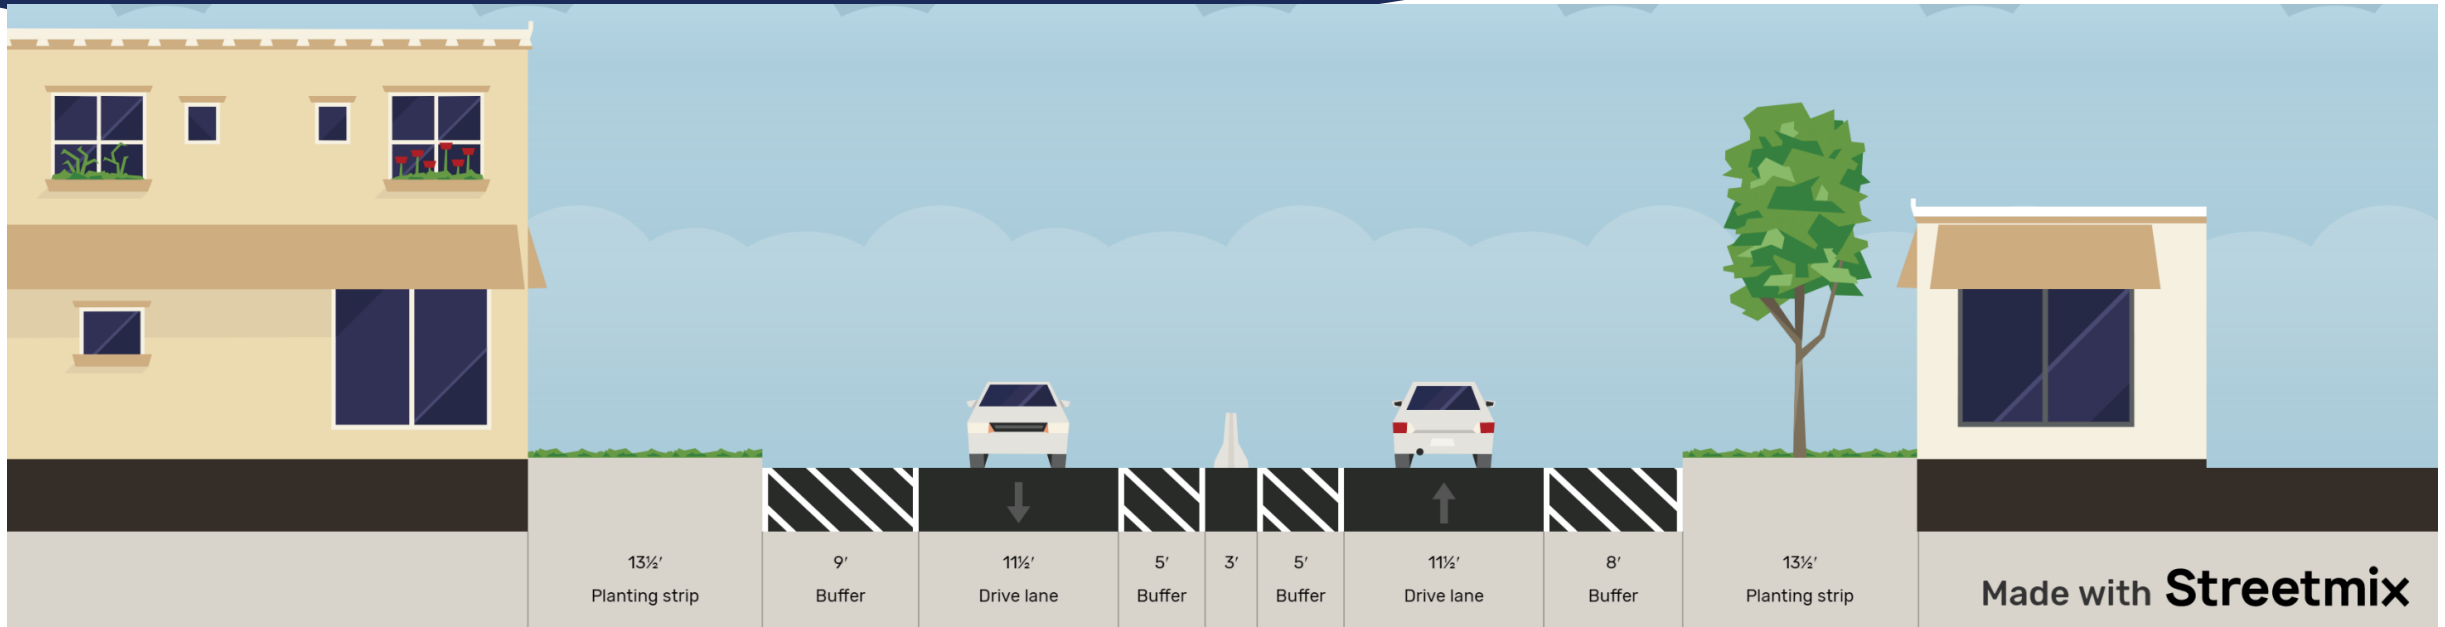 13½′ 9′ 11½′ 5′ 3′ 5′ 11½′ 8′ 13½′
Planting strip Buffer Drive lane Buffer Buffer Drive lane Buffer Planting strip
Made with Streetmix